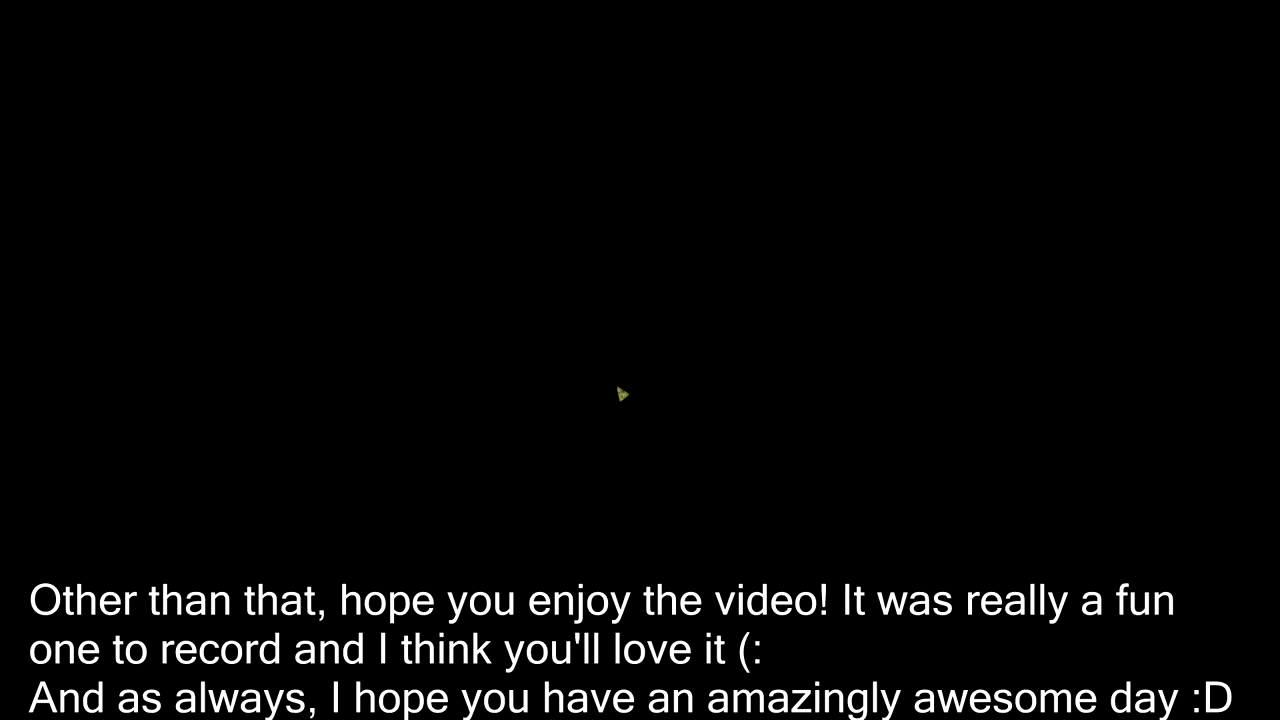 Other than that, hope you enjoy the video! It was really a fun
one to record and I think you'll love it (:
And as always, I hope you have an amazingly awesome day :D